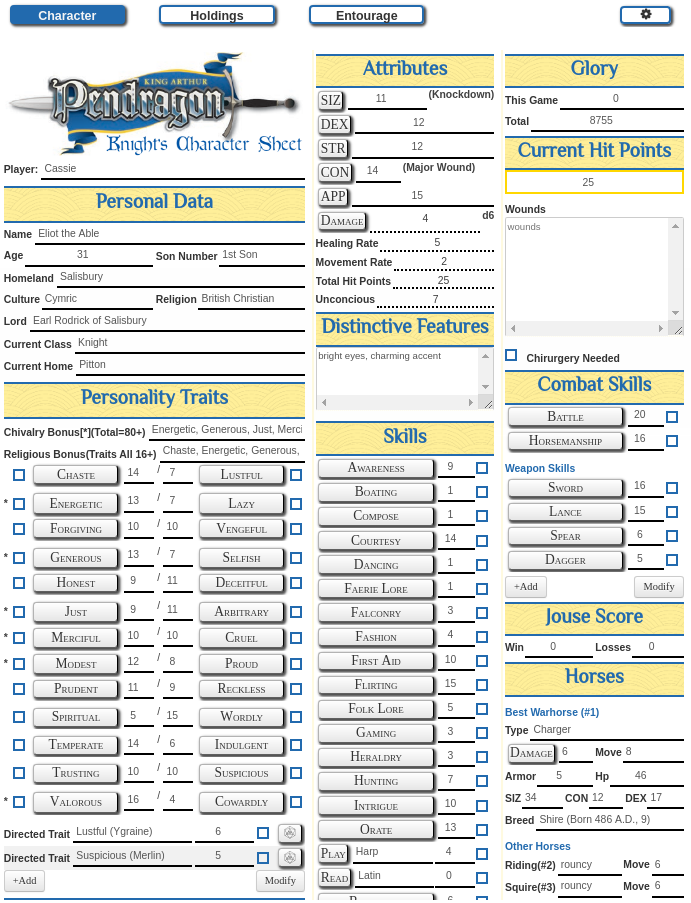 Character
Holdings
Entourage
KING ARTHUR
Pendragon
Knight's Character Sheet
Player: Cassie
Personal Data
Name Eliot the Able
Age 31 Son Number 1st Son
Homeland Salisbury
Culture Cymric Religion British Christian
Lord Earl Rodrick of Salisbury
Current Class Knight
Current Home Pitton
Personality Traits
Chivalry Bonus[*](Total=80+) Energetic, Generous, Just, Merci
Religious Bonus(Traits All 16+) Chaste, Energetic, Generous,
Chaste 14 / 7 Lustful
* Energetic 13 / 7 Lazy
Forgiving 10 / 10 Vengeful
* Generous 13 / 7 Selfish
Honest 9 / 11 Deceitful
* Just 9 / 11 Arbitrary
* Merciful 10 / 10 Cruel
* Modest 12 / 8 Proud
Prudent 11 / 9 Reckless
Spiritual 5 / 15 Wordly
Temperate 14 / 6 Indulgent
Trusting 10 / 10 Suspicious
* Valorous 16 / 4 Cowardly
Directed Trait Lustful (Ygraine) 6
Directed Trait Suspicious (Merlin) 5
+Add Modify
Attributes
SIZ 11 (Knockdown)
DEX 12
STR 12
CON 14 (Major Wound)
APP 15
Damage 4 d6
Healing Rate 5
Movement Rate 2
Total Hit Points 25
Unconcious 7
Distinctive Features
bright eyes, charming accent
Skills
Awareness 9
Boating 1
Compose 1
Courtesy 14
Dancing 1
Faerie Lore 1
Falconry 3
Fashion 4
First Aid 10
Flirting 15
Folk Lore 5
Gaming 3
Heraldry 3
Hunting 7
Intrigue 10
Orate 13
Play Harp 4
Read Latin 0
Glory
This Game 0
Total 8755
Current Hit Points
25
Wounds
wounds
Chirurgery Needed
Combat Skills
Battle 20
Horsemanship 16
Weapon Skills
Sword 16
Lance 15
Spear 6
Dagger 5
+Add Modify
Jouse Score
Win 0 Losses 0
Horses
Best Warhorse (#1)
Type Charger
Damage 6 Move 8
Armor 5 Hp 46
SIZ 34 CON 12 DEX 17
Breed Shire (Born 486 A.D., 9)
Other Horses
Riding(#2) rouncy Move 6
Squire(#3) rouncy Move 6